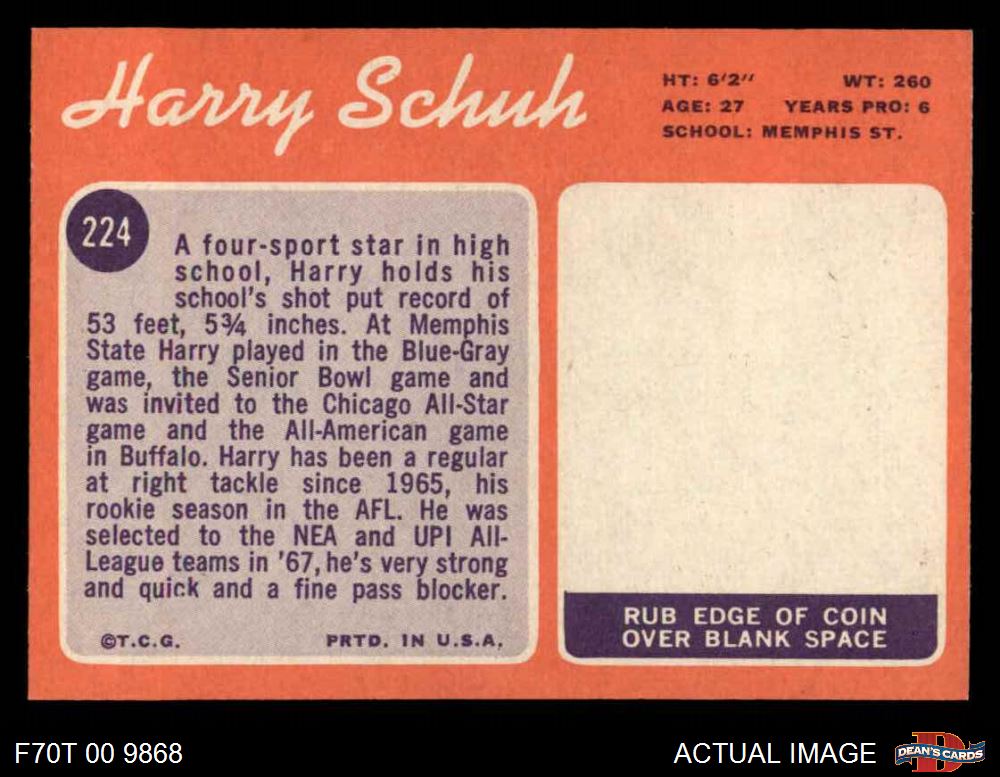 Harry Schuh
HT: 6'2" WT: 260
AGE: 27 YEARS PRO: 6
SCHOOL: MEMPHIS ST.
224
A four-sport star in high
school, Harry holds his
school's shot put record of
53 feet, 5¾ inches. At Memphis
State Harry played in the Blue-Gray
game, the Senior Bowl game and
was invited to the Chicago All-Star
game and the All-American game
in Buffalo. Harry has been a regular
at right tackle since 1965, his
rookie season in the AFL. He was
selected to the NEA and UPI All-
League teams in '67, he's very strong
and quick and a fine pass blocker.
©T.C.G. PRTD. IN U.S.A.
RUB EDGE OF COIN
OVER BLANK SPACE
F70T 00 9868 ACTUAL IMAGE
D
DEAN'S CARDS